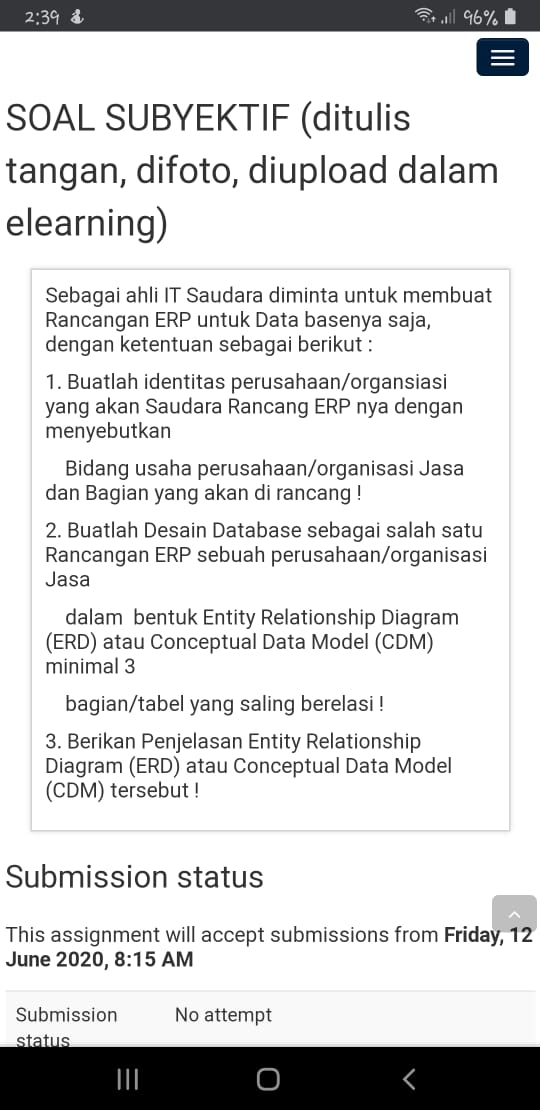 2:39
96%
SOAL SUBYEKTIF (ditulis
tangan, difoto, diupload dalam
elearning)
Sebagai ahli IT Saudara diminta untuk membuat
Rancangan ERP untuk Data basenya saja,
dengan ketentuan sebagai berikut :
1. Buatlah identitas perusahaan/organsiasi
yang akan Saudara Rancang ERP nya dengan
menyebutkan
Bidang usaha perusahaan/organisasi Jasa
dan Bagian yang akan di rancang !
2. Buatlah Desain Database sebagai salah satu
Rancangan ERP sebuah perusahaan/organisasi
Jasa
dalam  bentuk Entity Relationship Diagram
(ERD) atau Conceptual Data Model (CDM)
minimal 3
bagian/tabel yang saling berelasi !
3. Berikan Penjelasan Entity Relationship
Diagram (ERD) atau Conceptual Data Model
(CDM) tersebut !
Submission status
This assignment will accept submissions from Friday, 12
June 2020, 8:15 AM
Submission No attempt
status